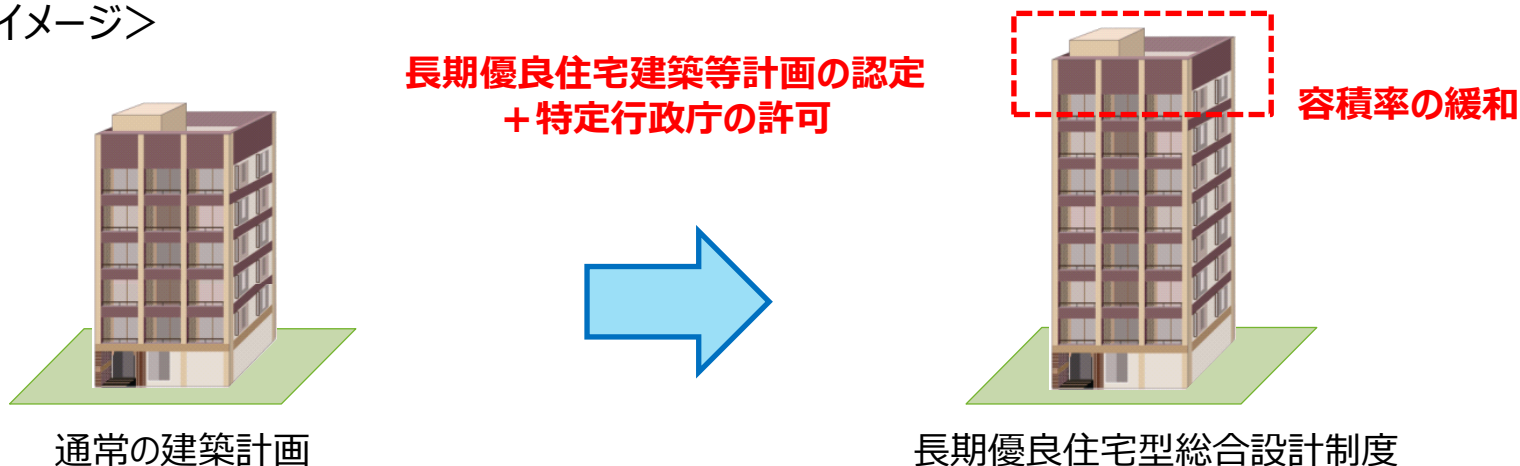 イメージ＞
長期優良住宅建築等計画の認定
＋特定行政庁の許可
容積率の緩和
通常の建築計画
長期優良住宅型総合設計制度